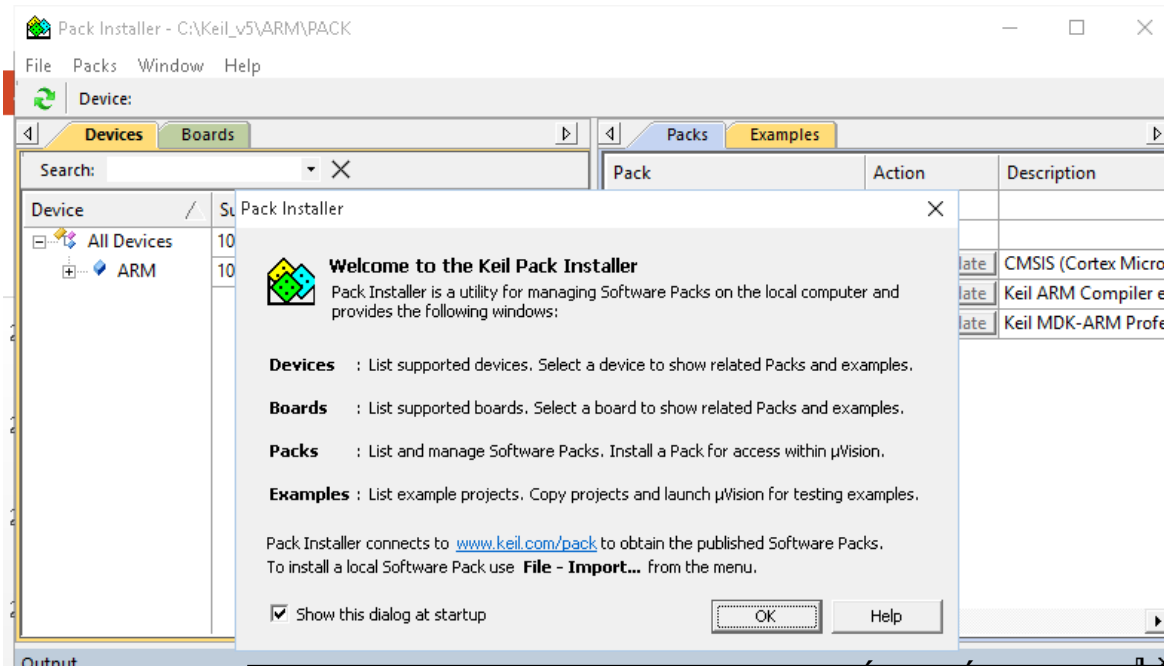 Pack Installer - C:\Keil_v5\ARM\PACK
File Packs Window Help
Device:
Devices Boards
Packs Examples
Search:
Pack Action Description
Device
All Devices 10
ARM 10
CMSIS (Cortex Micro
Keil ARM Compiler e
Keil MDK-ARM Profe
Pack Installer
Welcome to the Keil Pack Installer
Pack Installer is a utility for managing Software Packs on the local computer and
provides the following windows:
Devices : List supported devices. Select a device to show related Packs and examples.
Boards : List supported boards. Select a board to show related Packs and examples.
Packs : List and manage Software Packs. Install a Pack for access within µVision.
Examples : List example projects. Copy projects and launch µVision for testing examples.
Pack Installer connects to www.keil.com/pack to obtain the published Software Packs.
To install a local Software Pack use File - Import... from the menu.
Show this dialog at startup
OK Help
Output